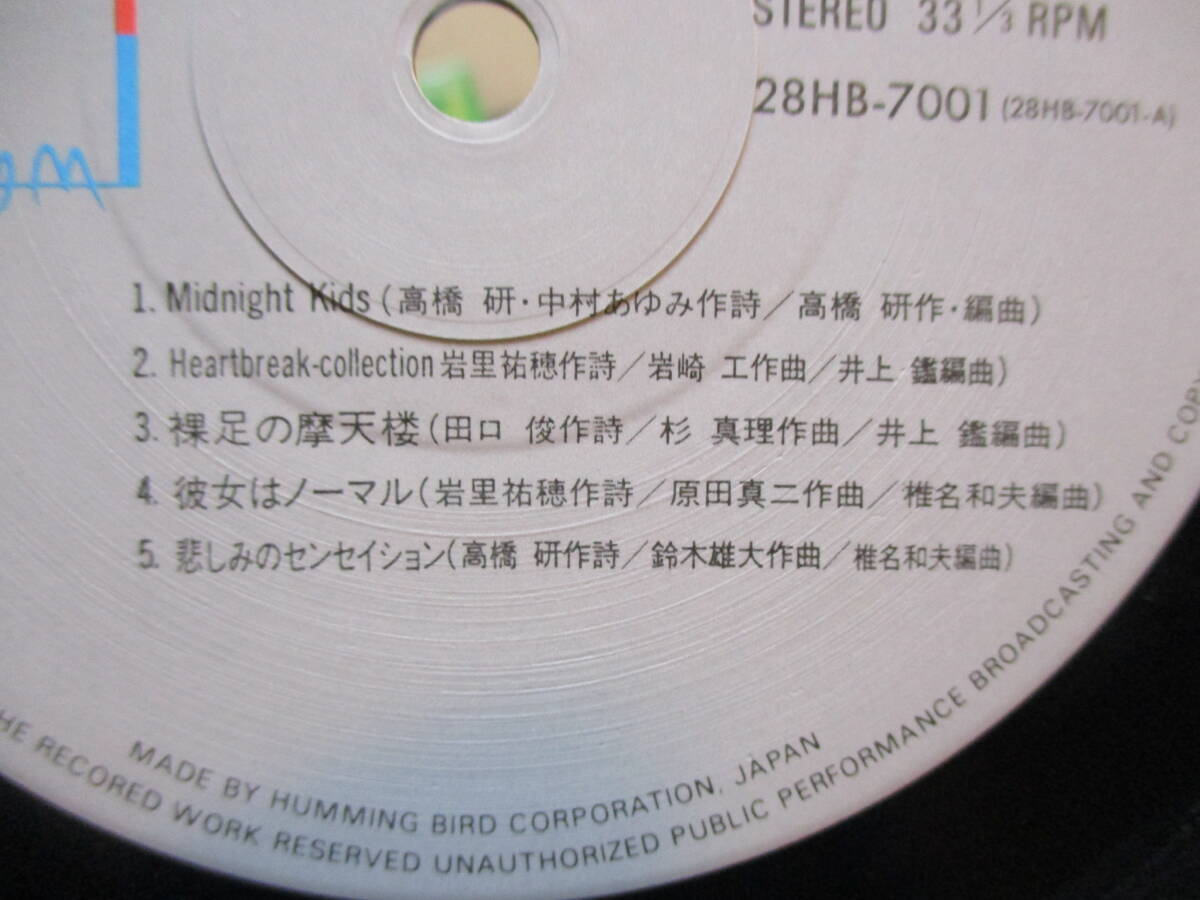 STEREO 33 1/3 RPM
28HB-7001 (28HB-7001-A)
1. Midnight Kids (高橋 研・中村あゆみ作詩/高橋 研作・編曲)
2. Heartbreak-collection 岩里祐穂作詩/岩崎 工作曲/井上 鑑編曲)
3. 裸足の摩天楼 (田口 俊作詩/杉 真理作曲/井上 鑑編曲)
4. 彼女はノーマル (岩里祐穂作詩/原田真二作曲/椎名和夫編曲)
5. 悲しみのセンセイション (高橋 研作詩/鈴木雄大作曲/椎名和夫編曲)
MADE BY HUMMING BIRD CORPORATION, JAPAN
HE RECORED WORK RESERVED UNAUTHORIZED PUBLIC PERFORMANCE BROADCASTING AND COPY